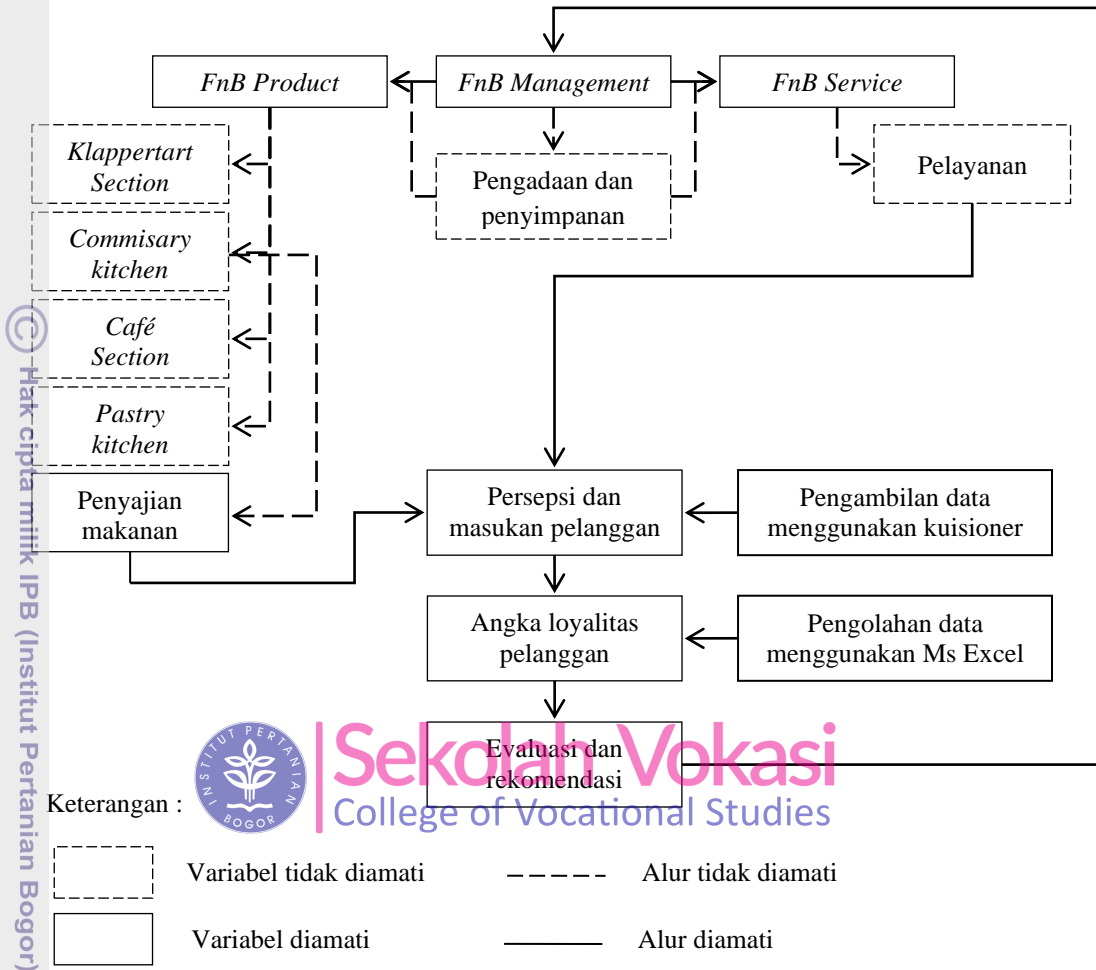 FnB Product
FnB Management
FnB Service
Klappertart
Section
Pengadaan dan
penyimpanan
Pelayanan
Commisary
kitchen
Café
Section
Pastry
kitchen
Penyajian
makanan
Persepsi dan
masukan pelanggan
Pengambilan data
menggunakan kuisioner
Angka loyalitas
pelanggan
Pengolahan data
menggunakan Ms Excel
Evaluasi dan
rekomendasi
Keterangan :
INSTITUT PERTANIAN
BOGOR
Sekolah Vokasi
College of Vocational Studies
Variabel tidak diamati
Alur tidak diamati
Variabel diamati
Alur diamati
© Hak cipta milik IPB (Institut Pertanian Bogor)